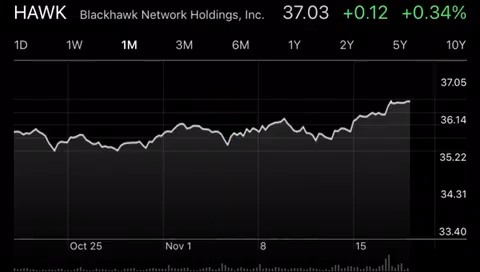 HAWK Blackhawk Network Holdings, Inc. 37.03 +0.12 +0.34%
1D 1W 1M 3M 6M 1Y 2Y 5Y 10Y
37.05
36.14
35.22
34.31
33.40
Oct 25 Nov 1 8 15